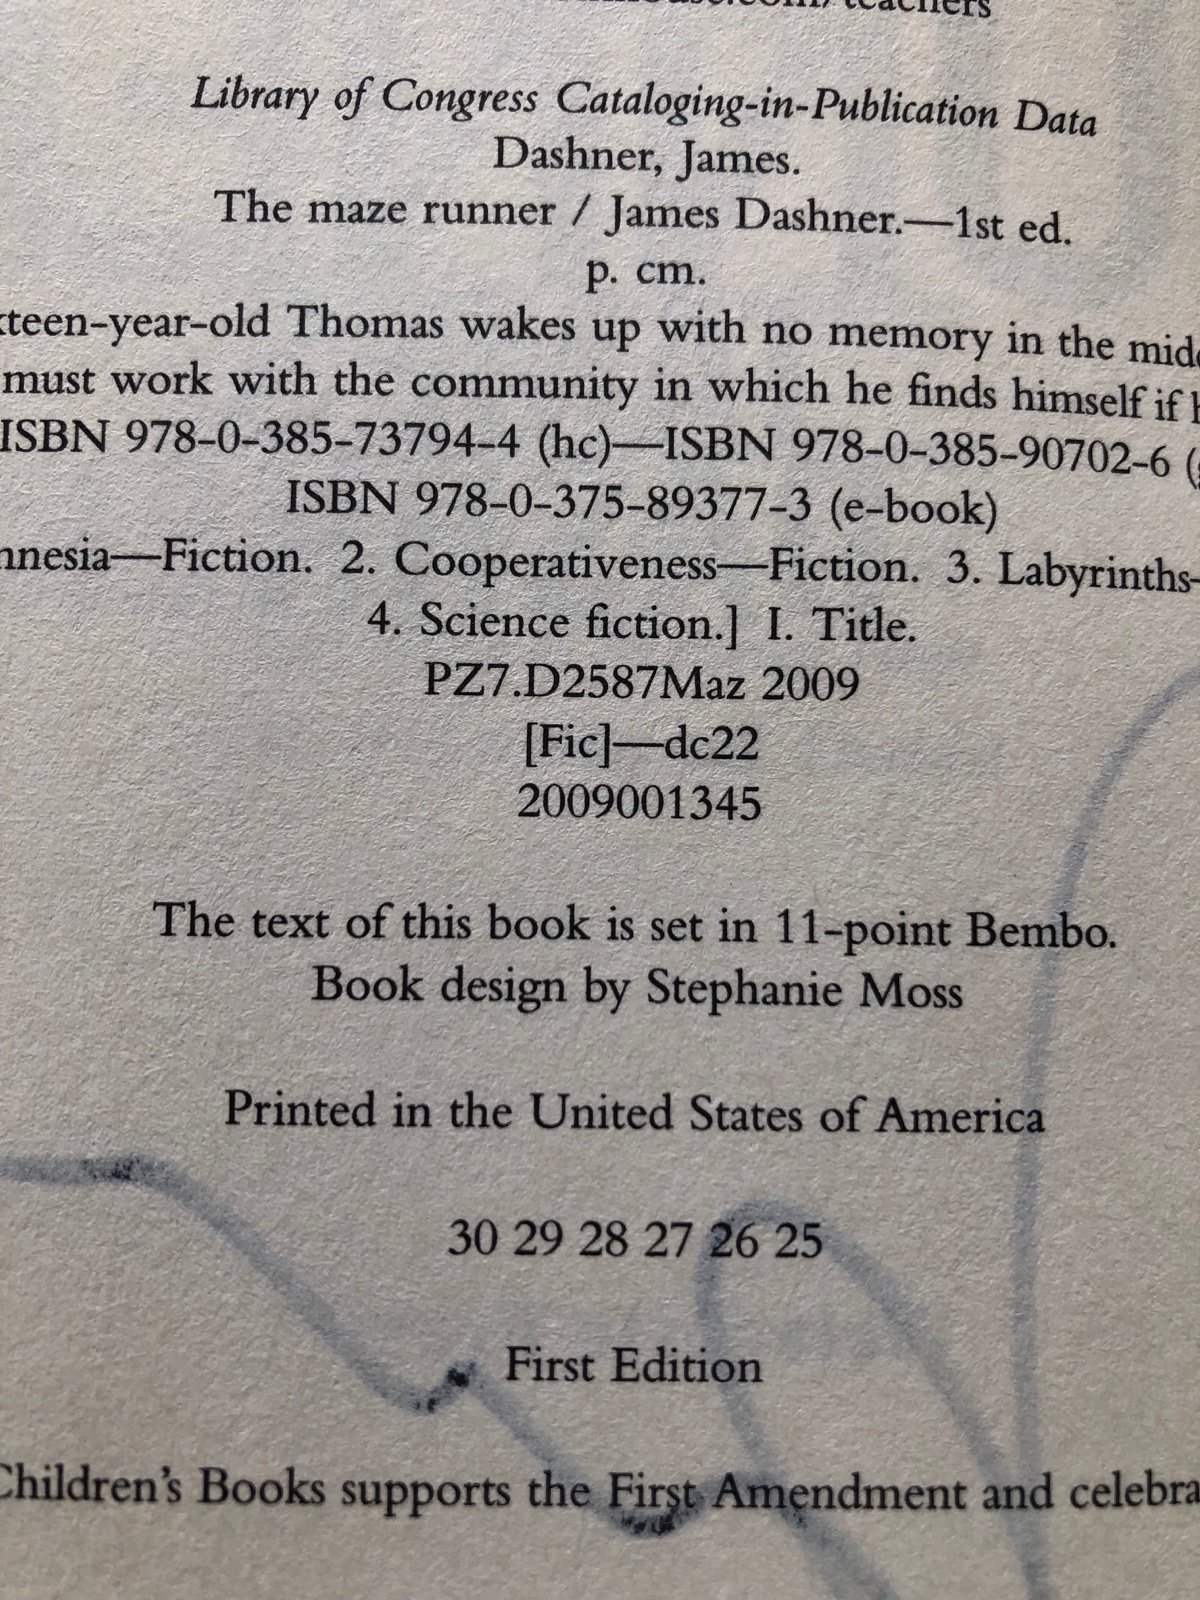 teachers
Library of Congress Cataloging-in-Publication Data
Dashner, James.
The maze runner / James Dashner.—1st ed.
p. cm.
teen-year-old Thomas wakes up with no memory in the
must work with the community in which he finds himself if
ISBN 978-0-385-73794-4 (hc)—ISBN 978-0-385-90702-6
ISBN 978-0-375-89377-3 (e-book)
nesia—Fiction. 2. Cooperativeness—Fiction. 3. Labyrinths—
4. Science fiction.] I. Title.
PZ7.D2587Maz 2009
[Fic]—dc22
2009001345
The text of this book is set in 11-point Bembo.
Book design by Stephanie Moss
Printed in the United States of America
30 29 28 27 26 25
First Edition
Children's Books supports the First Amendment and celebra